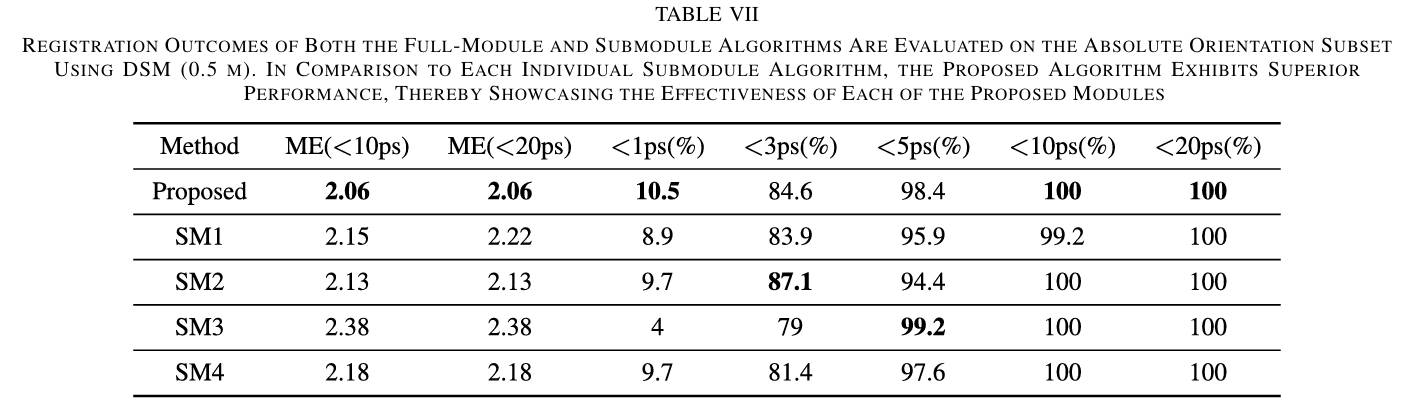 TABLE VII
REGISTRATION OUTCOMES OF BOTH THE FULL-MODULE AND SUBMODULE ALGORITHMS ARE EVALUATED ON THE ABSOLUTE ORIENTATION SUBSET
USING DSM (0.5 M). IN COMPARISON TO EACH INDIVIDUAL SUBMODULE ALGORITHM, THE PROPOSED ALGORITHM EXHIBITS SUPERIOR
PERFORMANCE, THEREBY SHOWCASING THE EFFECTIVENESS OF EACH OF THE PROPOSED MODULES
Method ME(<10ps) ME(<20ps) <1ps(%) <3ps(%) <5ps(%) <10ps(%) <20ps(%)
Proposed 2.06 2.06 10.5 84.6 98.4 100 100
SM1 2.15 2.22 8.9 83.9 95.9 99.2 100
SM2 2.13 2.13 9.7 87.1 94.4 100 100
SM3 2.38 2.38 4 79 99.2 100 100
SM4 2.18 2.18 9.7 81.4 97.6 100 100